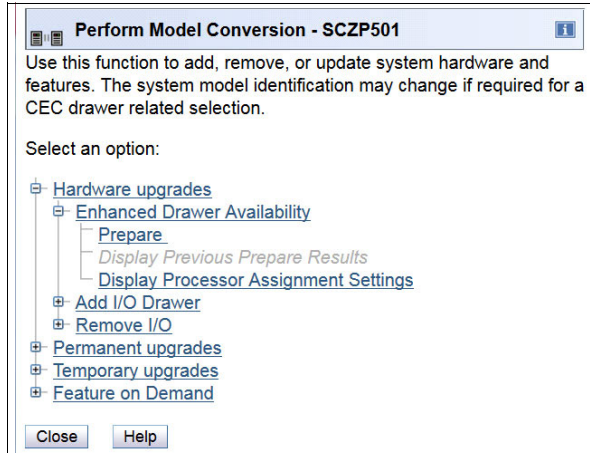 Perform Model Conversion - SCZP501
Use this function to add, remove, or update system hardware and
features. The system model identification may change if required for a
CEC drawer related selection.
Select an option:
Hardware upgrades
Enhanced Drawer Availability
Prepare
Display Previous Prepare Results
Display Processor Assignment Settings
Add I/O Drawer
Remove I/O
Permanent upgrades
Temporary upgrades
Feature on Demand
Close Help